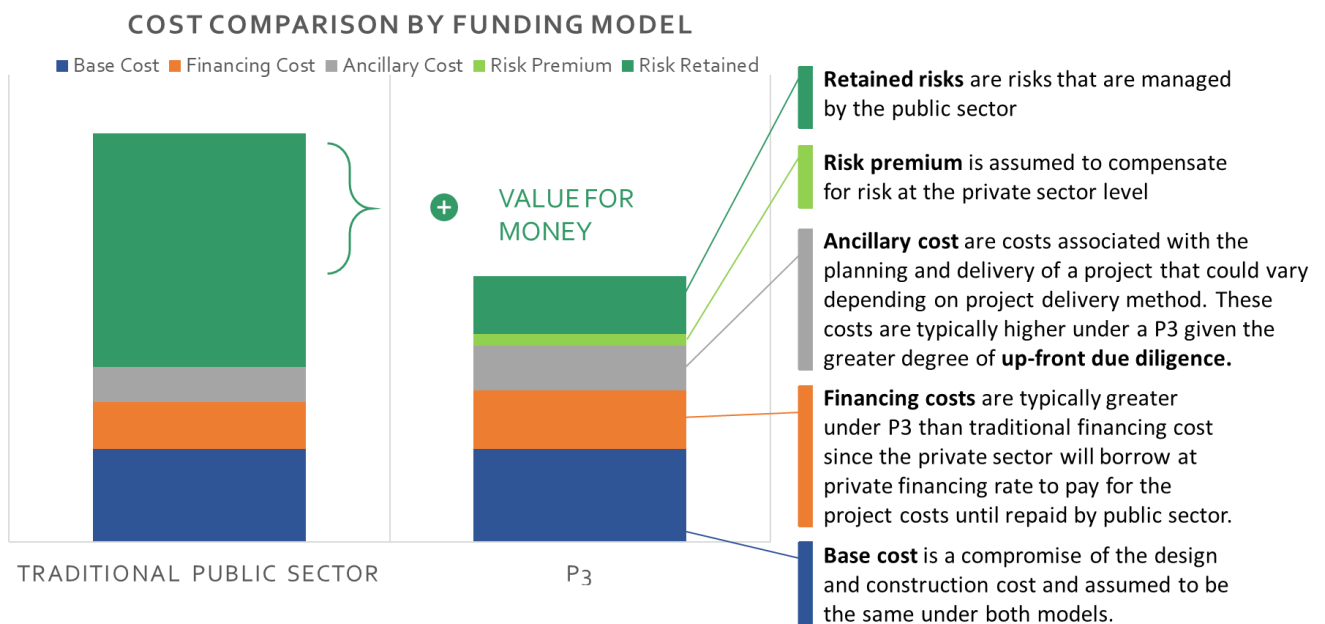 COST COMPARISON BY FUNDING MODEL
Base Cost Financing Cost Ancillary Cost Risk Premium Risk Retained
VALUE FOR
MONEY
TRADITIONAL PUBLIC SECTOR
P3
Retained risks are risks that are managed
by the public sector
Risk premium is assumed to compensate
for risk at the private sector level
Ancillary cost are costs associated with the
planning and delivery of a project that could vary
depending on project delivery method. These
costs are typically higher under a P3 given the
greater degree of up-front due diligence.
Financing costs are typically greater
under P3 than traditional financing cost
since the private sector will borrow at
private financing rate to pay for the
project costs until repaid by public sector.
Base cost is a compromise of the design
and construction cost and assumed to be
the same under both models.